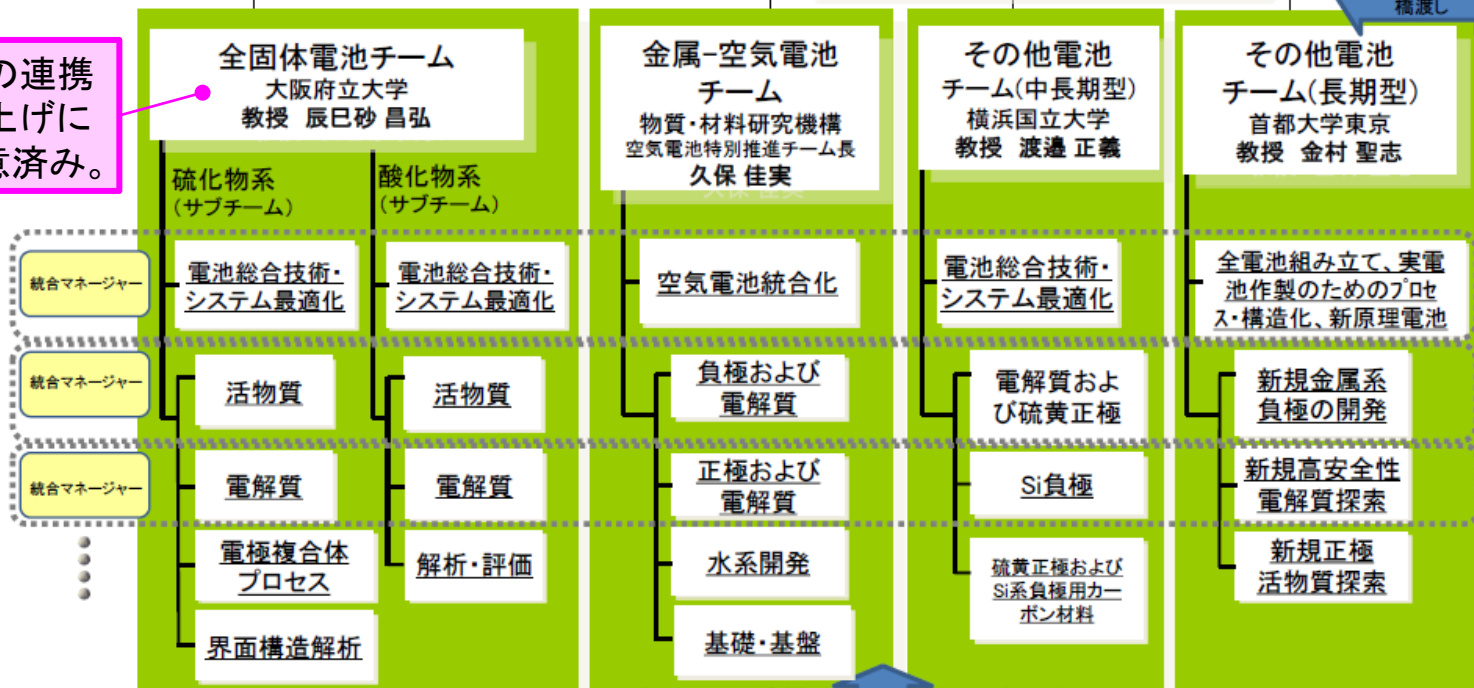 橋渡し
の連携
上げに
意済み。
全固体電池チーム
大阪府立大学
教授 辰巳砂 昌弘
硫化物系
(サブチーム)
酸化物系
(サブチーム)
金属-空気電池
チーム
物質・材料研究機構
空気電池特別推進チーム長
久保 佳実
その他電池
チーム(中長期型)
横浜国立大学
教授 渡邉 正義
その他電池
チーム(長期型)
首都大学東京
教授 金村 聖志
統合マネージャー
電池総合技術・
システム最適化
電池総合技術・
システム最適化
空気電池統合化
電池総合技術・
システム最適化
全電池組み立て、実電
池作製のためのプロセ
ス・構造化、新原理電池
統合マネージャー
活物質
活物質
負極および
電解質
電解質およ
び硫黄正極
新規金属系
負極の開発
統合マネージャー
電解質
電解質
正極および
電解質
Si負極
新規高安全性
電解質探索
電極複合体
プロセス
解析・評価
水系開発
硫黄正極および
Si系負極用カー
ボン材料
新規正極
活物質探索
界面構造解析
基礎・基盤